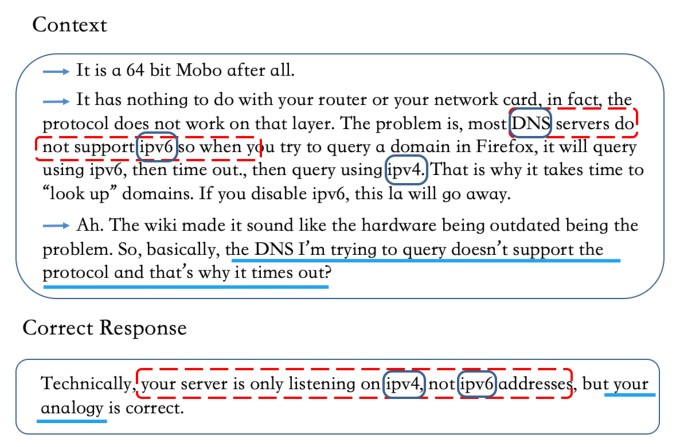 Context
It is a 64 bit Mobo after all.
It has nothing to do with your router or your network card, in fact, the
protocol does not work on that layer. The problem is, most DNS servers do
not support ipv6 so when you try to query a domain in Firefox, it will query
using ipv6, then time out., then query using ipv4. That is why it takes time to
“look up” domains. If you disable ipv6, this la will go away.
Ah. The wiki made it sound like the hardware being outdated being the
problem. So, basically, the DNS I’m trying to query doesn’t support the
protocol and that’s why it times out?
Correct Response
Technically, your server is only listening on ipv4, not ipv6 addresses, but your
analogy is correct.